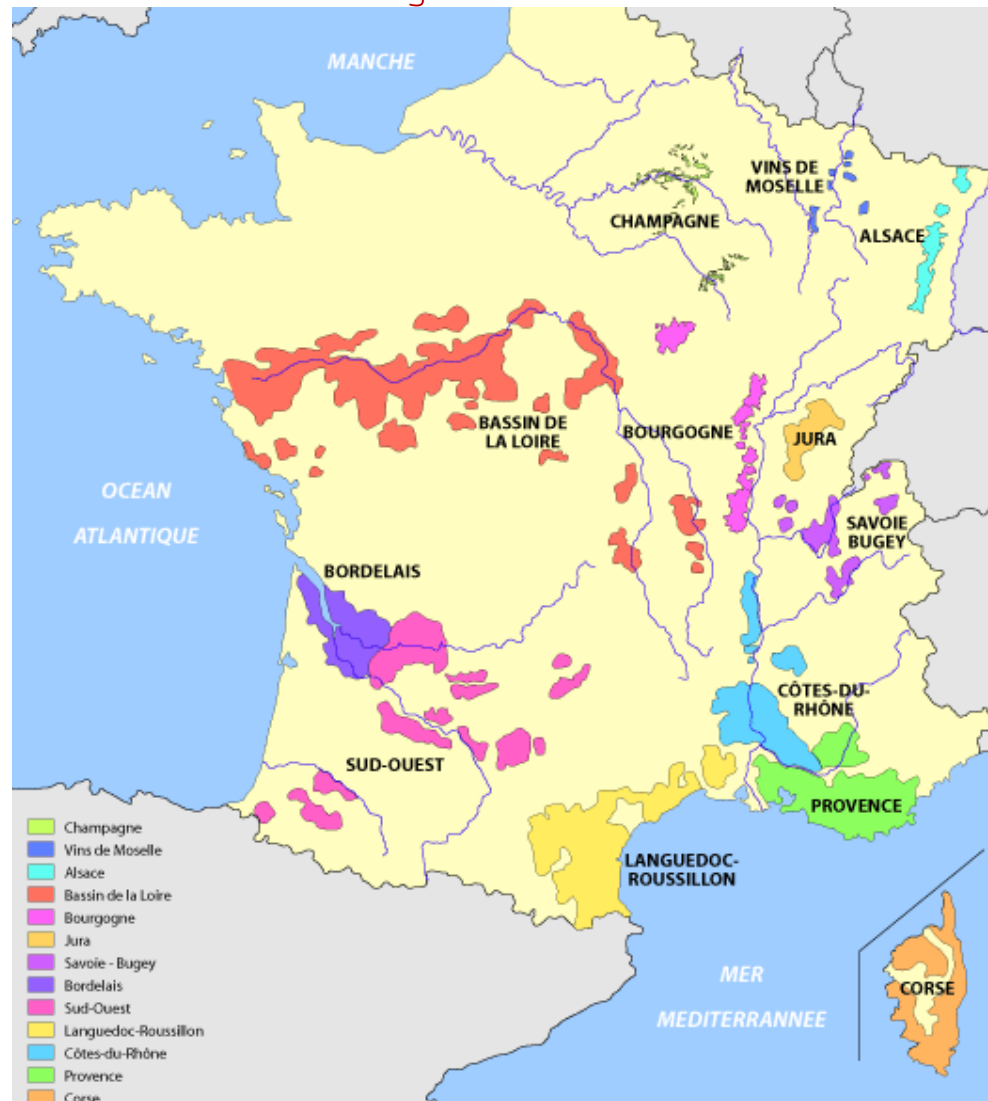 MANCHE
VINS DE
MOSELLE
CHAMPAGNE
ALSACE
BASSIN DE
LA LOIRE
BOURGOGNE
JURA
OCEAN
ATLANTIQUE
SAVOIE
BUGEY
BORDELAIS
CÔTES-DU-
RHÔNE
SUD-OUEST
PROVENCE
LANGUEDOC-
ROUSSILLON
MER
MEDITERRANNEE
CORSE
Champagne
Vins de Moselle
Alsace
Bassin de la Loire
Bourgogne
Jura
Savoie - Bugey
Bordelais
Sud-Ouest
Languedoc-Roussillon
Côtes-du-Rhône
Provence
Corse